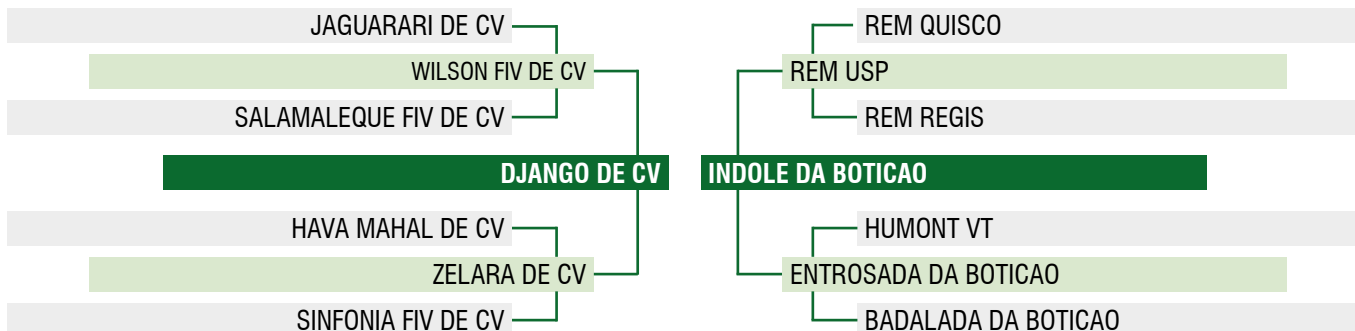 JAGUARARI DE CV
WILSON FIV DE CV
SALAMALEQUE FIV DE CV
DJANGO DE CV
HAVA MAHAL DE CV
ZELARA DE CV
SINFONIA FIV DE CV
REM QUISCO
REM USP
REM REGIS
INDOLE DA BOTICAO
HUMONT VT
ENTROSADA DA BOTICAO
BADALADA DA BOTICAO